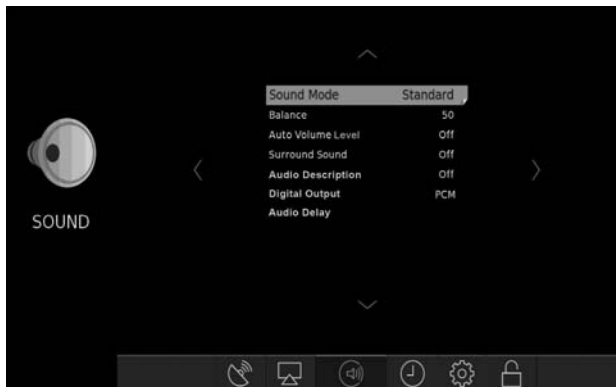 Sound Mode Standard
Balance 50
Auto Volume Level Off
Surround Sound Off
Audio Description Off
Digital Output PCM
Audio Delay
SOUND